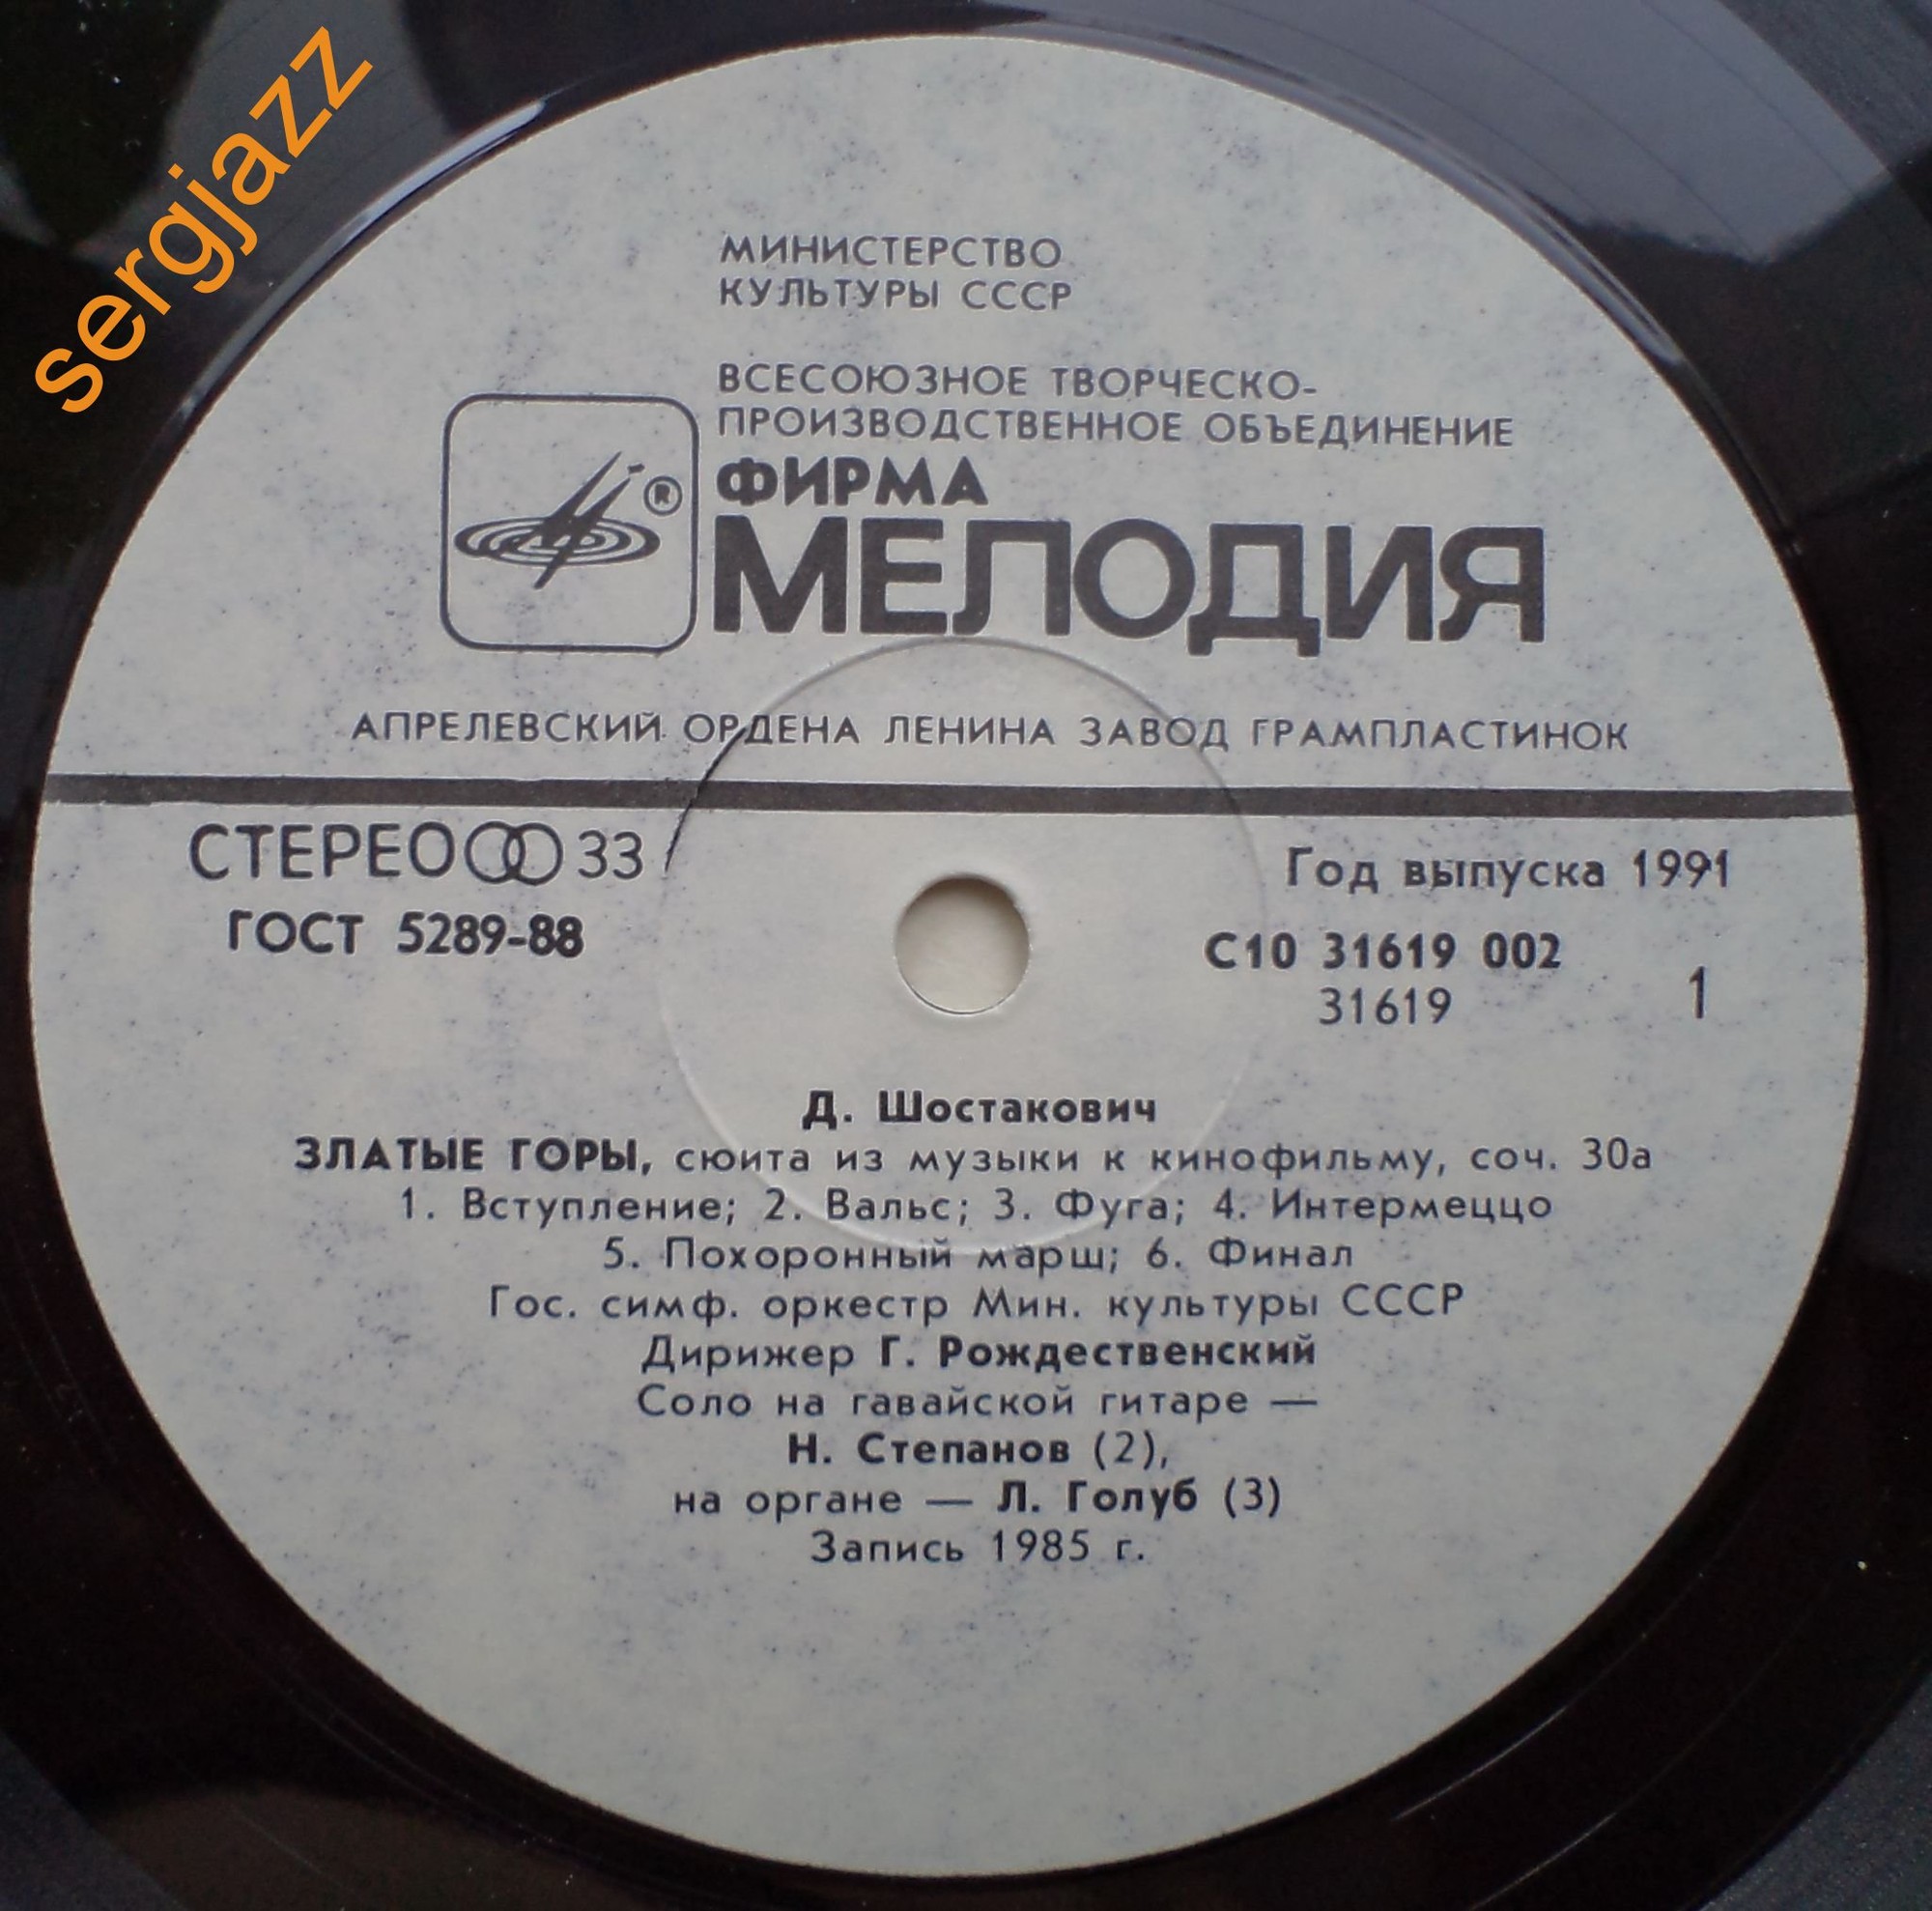 sergjazz
МИНИСТЕРСТВО
КУЛЬТУРЫ СССР
ВСЕСОЮЗНОЕ ТВОРЧЕСКО-
ПРОИЗВОДСТВЕННОЕ ОБЪЕДИНЕНИЕ
ФИРМА
®
МЕЛОДИЯ
АПРЕЛЕВСКИЙ ОРДЕНА ЛЕНИНА ЗАВОД ГРАМПЛАСТИНОК
СТЕРЕО 33
Год выпуска 1991
ГОСТ 5289-88
С10 31619 002
31619
1
Д. Шостакович
ЗЛАТЫЕ ГОРЫ, сюита из музыки к кинофильму, соч. 30а
1. Вступление; 2. Вальс; 3. Фуга; 4. Интермеццо
5. Похоронный марш; 6. Финал
Гос. симф. оркестр Мин. культуры СССР
Дирижер Г. Рождественский
Соло на гавайской гитаре —
Н. Степанов (2),
на органе — Л. Голуб (3)
Запись 1985 г.